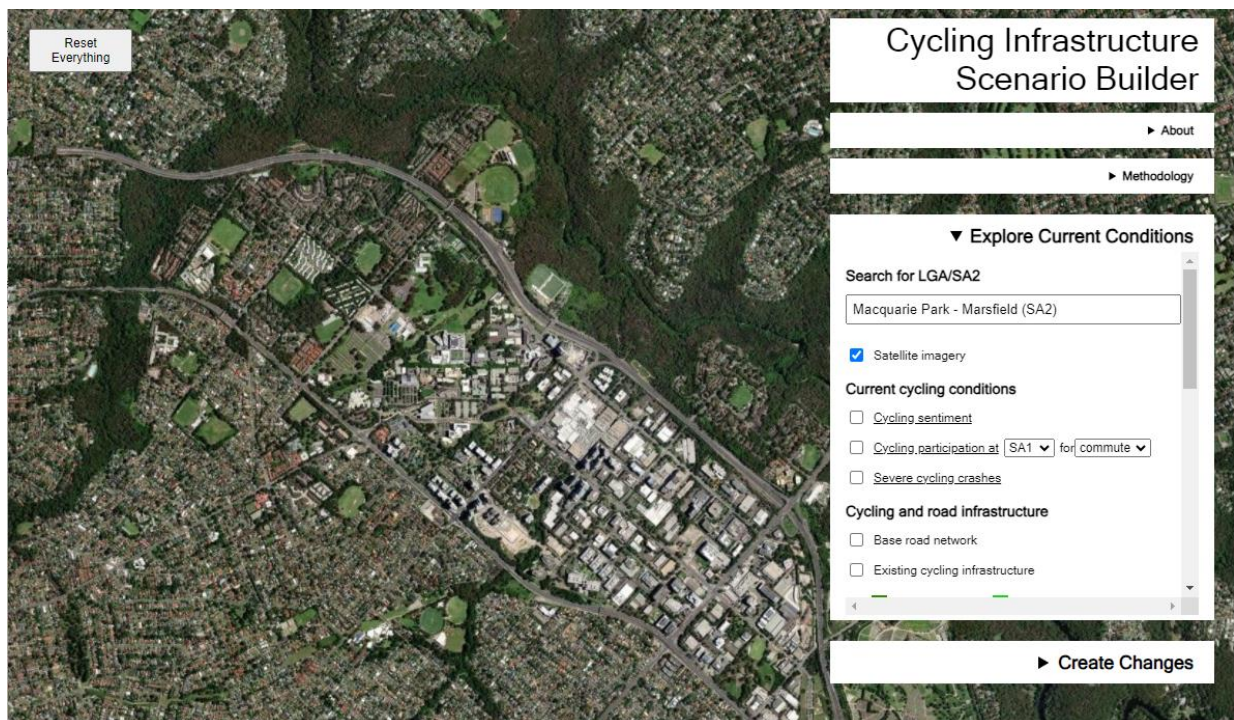 Reset
Everything
Cycling Infrastructure
Scenario Builder
About
Methodology
Explore Current Conditions
Search for LGA/SA2
Macquarie Park - Marsfield (SA2)
Satellite imagery
Current cycling conditions
Cycling sentiment
Cycling participation at SA1 for commute
Severe cycling crashes
Cycling and road infrastructure
Base road network
Existing cycling infrastructure
Create Changes